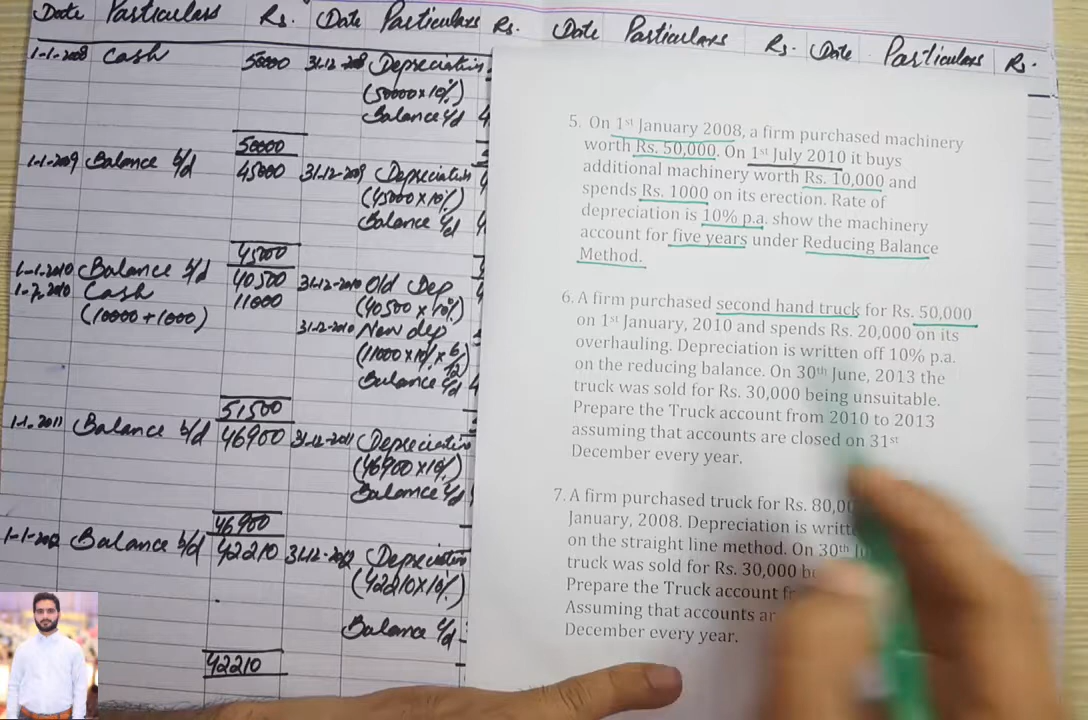 Date Particulars Rs. Date Particulars Rs. Date Particulars Rs. Date Particulars Rs.
1-1-2008 Cash 50000 31-12-2008 Depreciation
(50000×10%)
Balance c/d 4
50000
1-1-2009 Balance b/d 45000 31-12-2009 Depreciation
(45000×10%)
Balance c/d
45000
1-1-2010 Balance b/d 40500 31-12-2010 Old Dep
1-7-2010 Cash 11000 (40500×10%)
(10000+1000) 31-12-2010 New dep
(11000×10%×6/12)
Balance c/d
51500
1-1-2011 Balance b/d 46900 31-12-2011 Depreciation
(46900×10%)
Balance c/d
46900
1-1-2012 Balance b/d 42210 31-12-2012 Depreciation
(42210×10%)
Balance c/d
42210
5. On 1st January 2008, a firm purchased machinery
worth Rs. 50,000. On 1st July 2010 it buys
additional machinery worth Rs. 10,000 and
spends Rs. 1000 on its erection. Rate of
depreciation is 10% p.a. show the machinery
account for five years under Reducing Balance
Method.
6. A firm purchased second hand truck for Rs. 50,000
on 1st January, 2010 and spends Rs. 20,000 on its
overhauling. Depreciation is written off 10% p.a.
on the reducing balance. On 30th June, 2013 the
truck was sold for Rs. 30,000 being unsuitable.
Prepare the Truck account from 2010 to 2013
assuming that accounts are closed on 31st
December every year.
7. A firm purchased truck for Rs. 80,00
January, 2008. Depreciation is writt
on the straight line method. On 30th
truck was sold for Rs. 30,000 b
Prepare the Truck account f
Assuming that accounts ar
December every year.